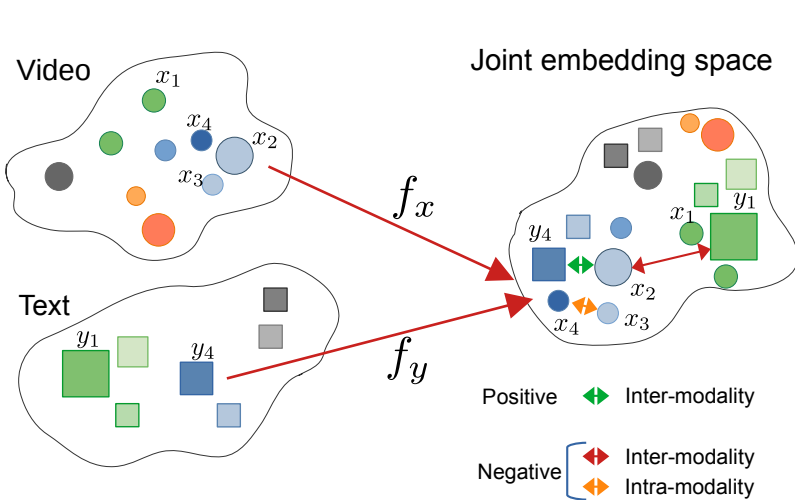 Video
x₁
x₄
x₂
x₃
fₓ
Text
y₁
y₄
f_y
Joint embedding space
x₁
y₁
y₄
x₂
x₄
x₃
Positive Inter-modality
Negative Inter-modality
Intra-modality